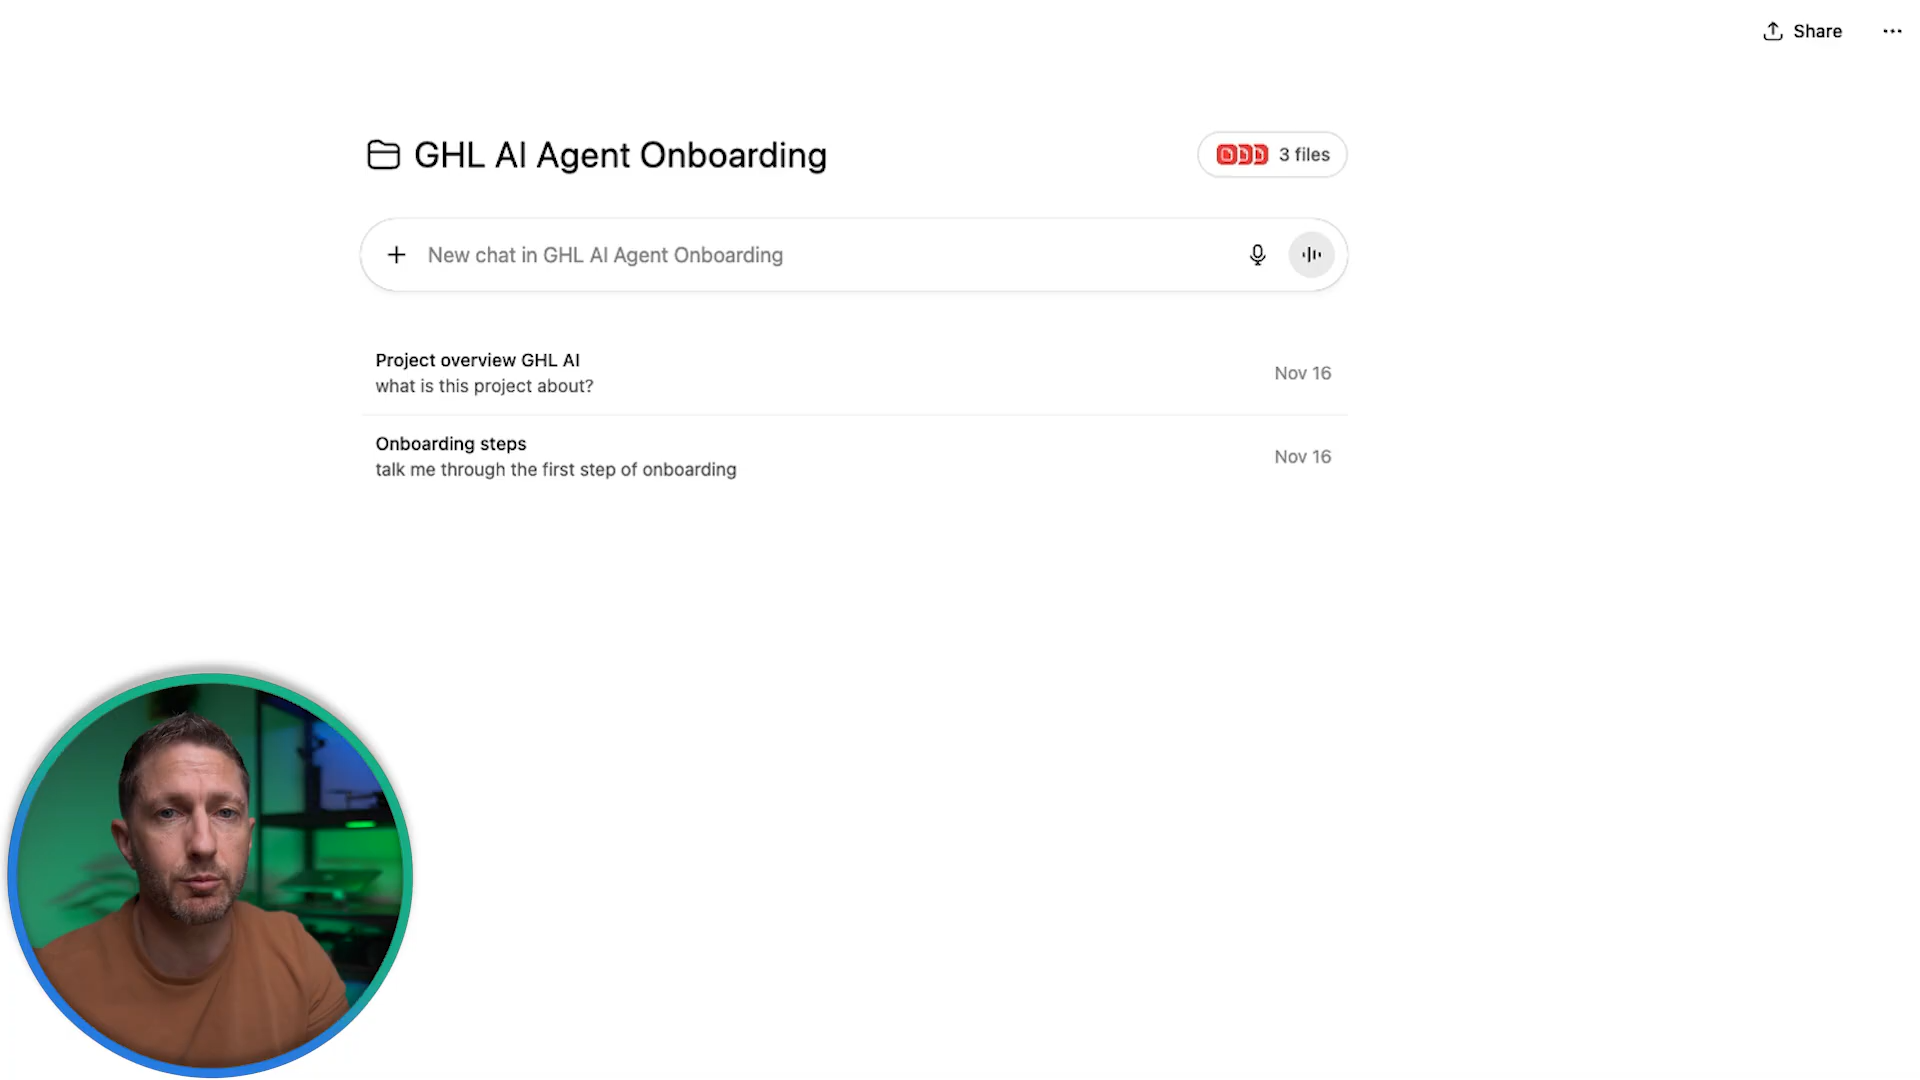 Share
GHL AI Agent Onboarding
3 files
New chat in GHL AI Agent Onboarding
Project overview GHL AI
what is this project about?
Nov 16
Onboarding steps
talk me through the first step of onboarding
Nov 16